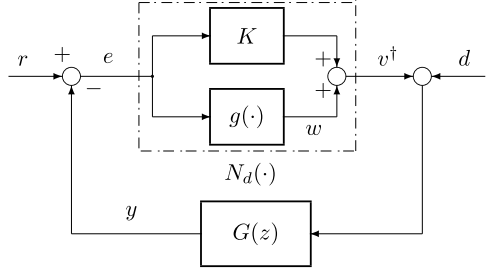 K
r
+
e
−
+
+
v†
d
g(·)
w
N_d(·)
y
G(z)